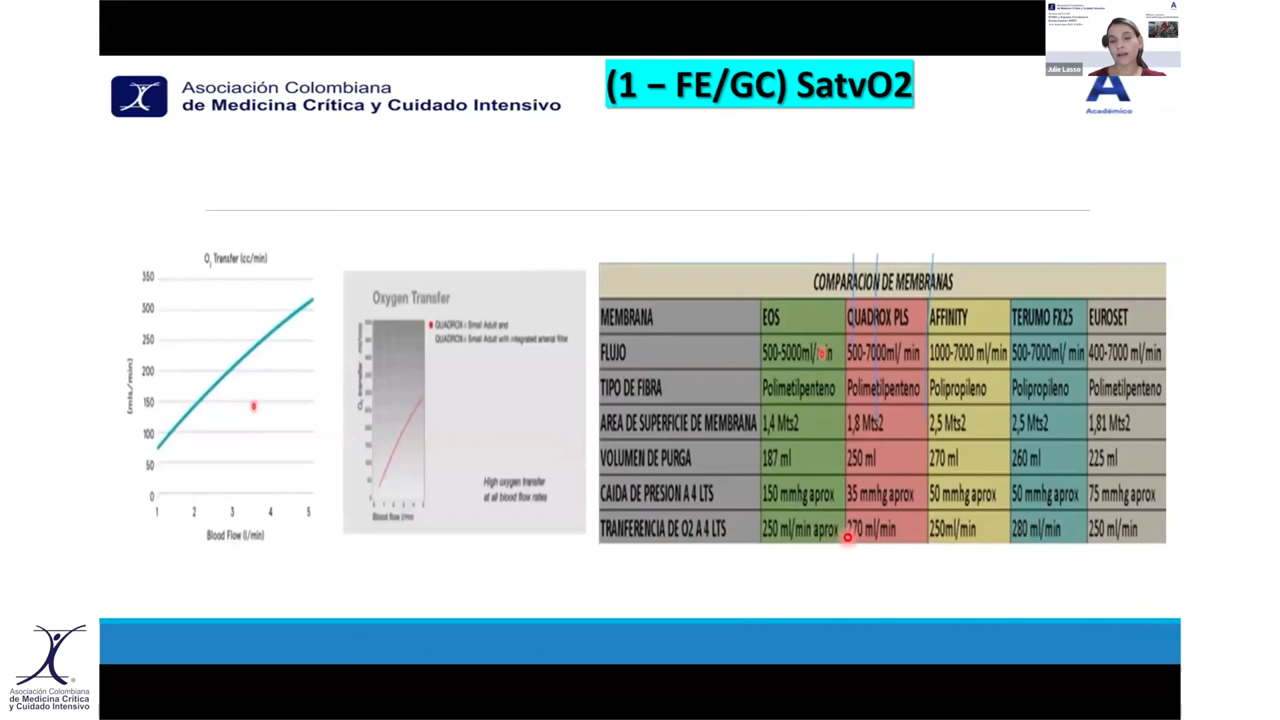 Asociación Colombiana
de Medicina Crítica y Cuidado Intensivo
(1 – FE/GC) SatvO2
Julie Lasso
A
Académico
O2 Transfer (cc/min)
350
300
250
200
150
100
50
0
1 2 3 4 5
Blood Flow (l/min)
Oxygen Transfer
QUADROX-i Small Adult and
QUADROX-i Small Adult with integrated arterial filter
High oxygen transfer
at all blood flow rates
Blood flow l/min
COMPARACION DE MEMBRANAS
MEMBRANA EOS QUADROX PLS AFFINITY TERUMO FX25 EUROSET
FLUJO 500-5000ml/min 500-7000ml/ min 1000-7000 ml/min 500-7000ml/ min 400-7000 ml/min
TIPO DE FIBRA Polimetilpenteno Polimetilpenteno Polipropileno Polipropileno Polimetilpenteno
AREA DE SUPERFICIE DE MEMBRANA 1,4 Mts2 1,8 Mts2 2,5 Mts2 2,5 Mts2 1,81 Mts2
VOLUMEN DE PURGA 187 ml 250 ml 270 ml 260 ml 225 ml
CAIDA DE PRESION A 4 LTS 150 mmhg aprox 35 mmhg aprox 50 mmhg aprox 50 mmhg aprox 75 mmhg aprox
TRANFERENCIA DE O2 A 4 LTS 250 ml/min aprox 270 ml/min 250ml/min 280 ml/min 250 ml/min
Asociación Colombiana
de Medicina Crítica
y Cuidado Intensivo